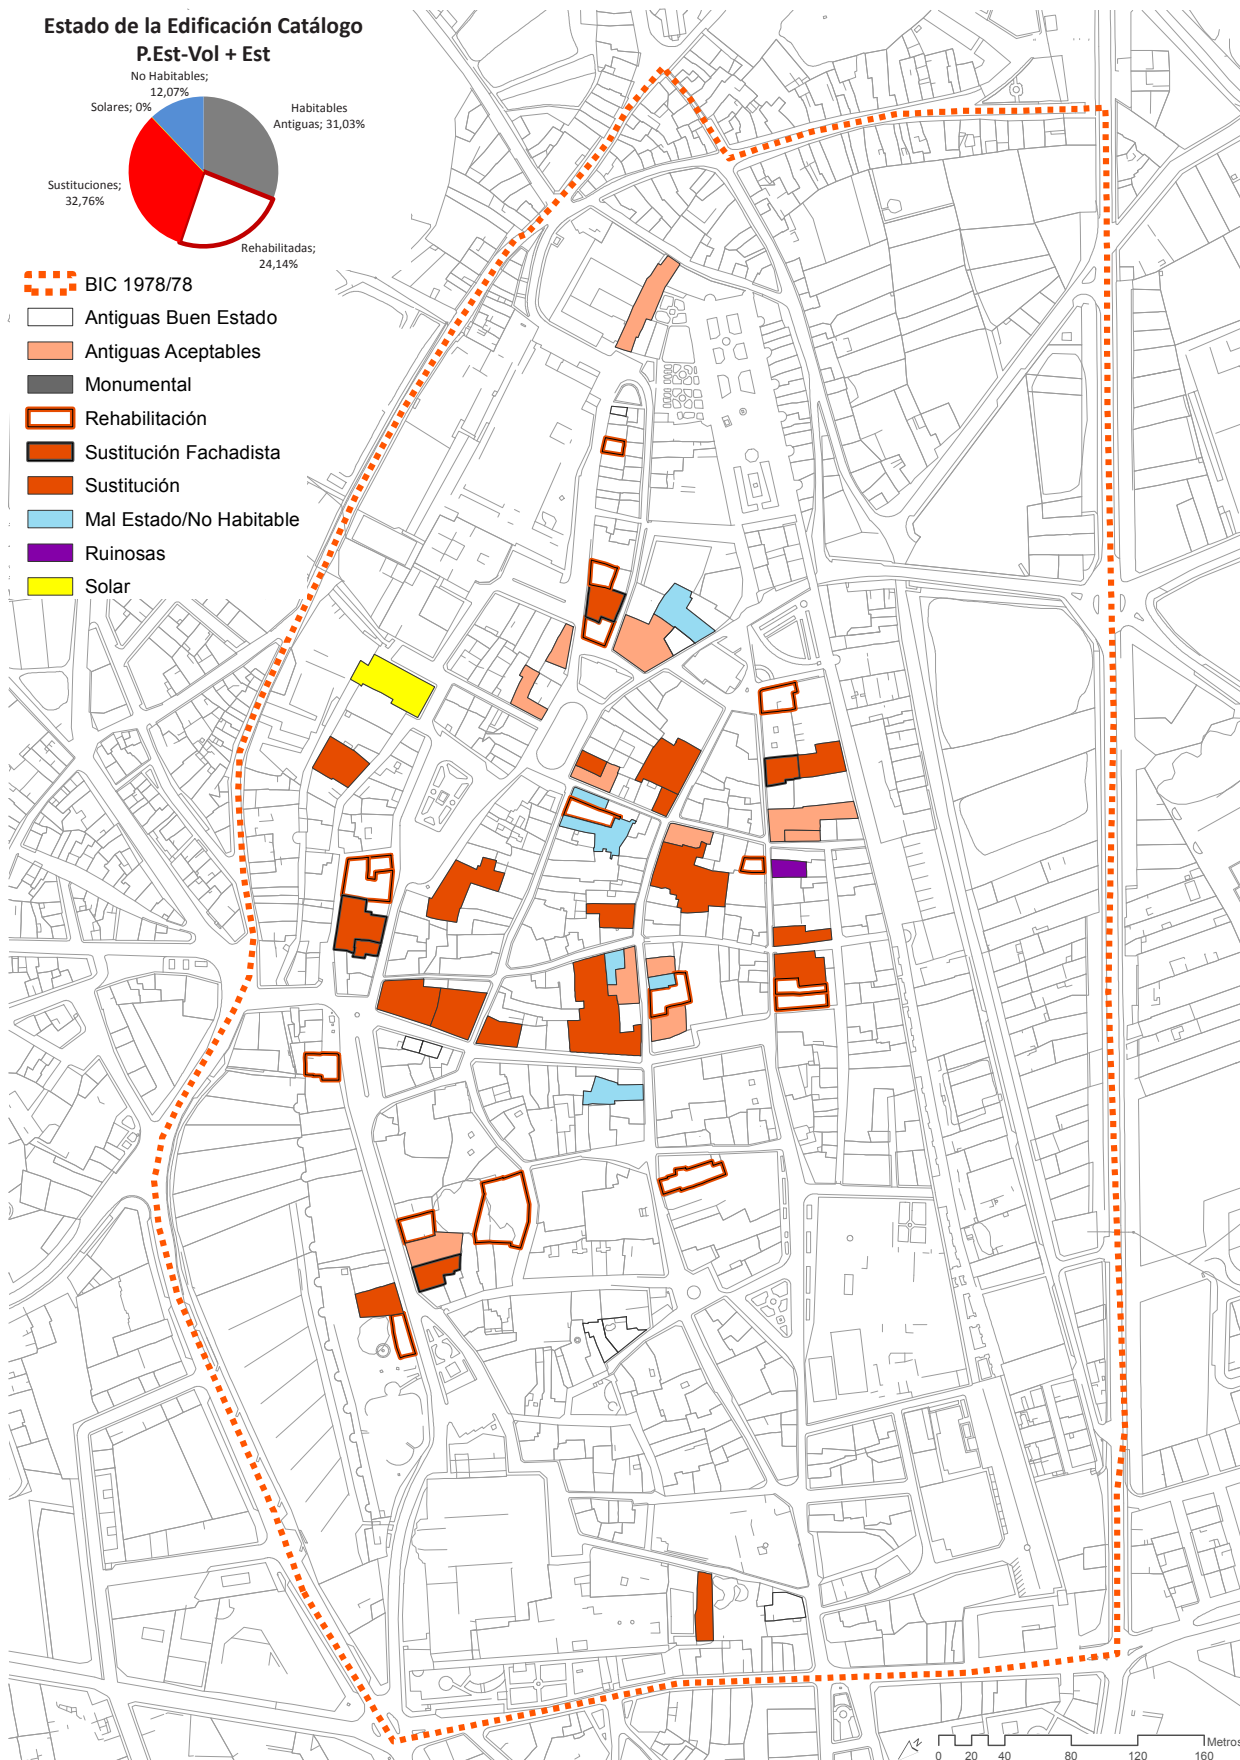 Estado de la Edificación Catálogo
P.Est-Vol + Est
No Habitables;
12,07%
Solares; 0%
Habitables
Antiguas; 31,03%
Sustituciones;
32,76%
Rehabilitadas;
24,14%
BIC 1978/78
Antiguas Buen Estado
Antiguas Aceptables
Monumental
Rehabilitación
Sustitución Fachadista
Sustitución
Mal Estado/No Habitable
Ruinosas
Solar
N
Metros
0 20 40 80 120 160